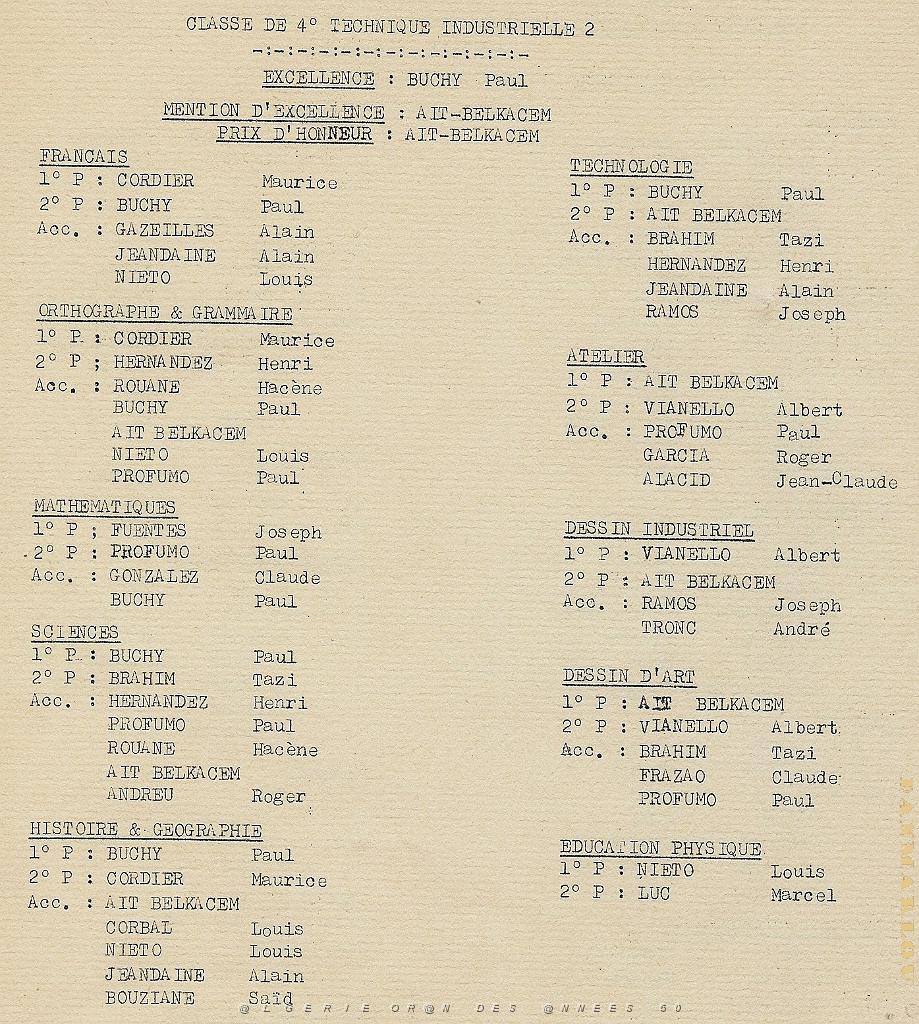 CLASSE DE 4° TECHNIQUE INDUSTRIELLE 2
-:-:-:-:-:-:-:-:-:-:-:-
EXCELLENCE : BUCHY Paul
MENTION D'EXCELLENCE : AIT-BELKACEM
PRIX D'HONNEUR : AIT-BELKACEM
FRANCAIS
1° P : CORDIER Maurice
2° P : BUCHY Paul
Acc. : GAZEILLES Alain
JEANDAINE Alain
NIETO Louis
ORTHOGRAPHE & GRAMMAIRE
1° P : CORDIER Maurice
2° P ; HERNANDEZ Henri
Acc. : ROUANE Hacène
BUCHY Paul
AIT BELKACEM
NIETO Louis
PROFUMO Paul
MATHEMATIQUES
1° P ; FUENTES Joseph
2° P : PROFUMO Paul
Acc. : GONZALEZ Claude
BUCHY Paul
SCIENCES
1° P : BUCHY Paul
2° P : BRAHIM Tazi
Acc. : HERNANDEZ Henri
PROFUMO Paul
ROUANE Hacène
AIT BELKACEM
ANDREU Roger
HISTOIRE & GEOGRAPHIE
1° P : BUCHY Paul
2° P : CORDIER Maurice
Acc. : AIT BELKACEM
CORBAL Louis
NIETO Louis
JEANDAINE Alain
BOUZIANE Saïd
TECHNOLOGIE
1° P : BUCHY Paul
2° P : AIT BELKACEM
Acc. : BRAHIM Tazi
HERNANDEZ Henri
JEANDAINE Alain
RAMOS Joseph
ATELIER
1° P : AIT BELKACEM
2° P : VIANELLO Albert
Acc. : PROFUMO Paul
GARCIA Roger
ALACID Jean-Claude
DESSIN INDUSTRIEL
1° P : VIANELLO Albert
2° P : AIT BELKACEM
Acc. : RAMOS Joseph
TRONC André
DESSIN D'ART
1° P : AIT BELKACEM
2° P : VIANELLO Albert
Acc. : BRAHIM Tazi
FRAZAO Claude
PROFUMO Paul
EDUCATION PHYSIQUE
1° P : NIETO Louis
2° P : LUC Marcel
@LGERIE OR@N DES @NNEES 60